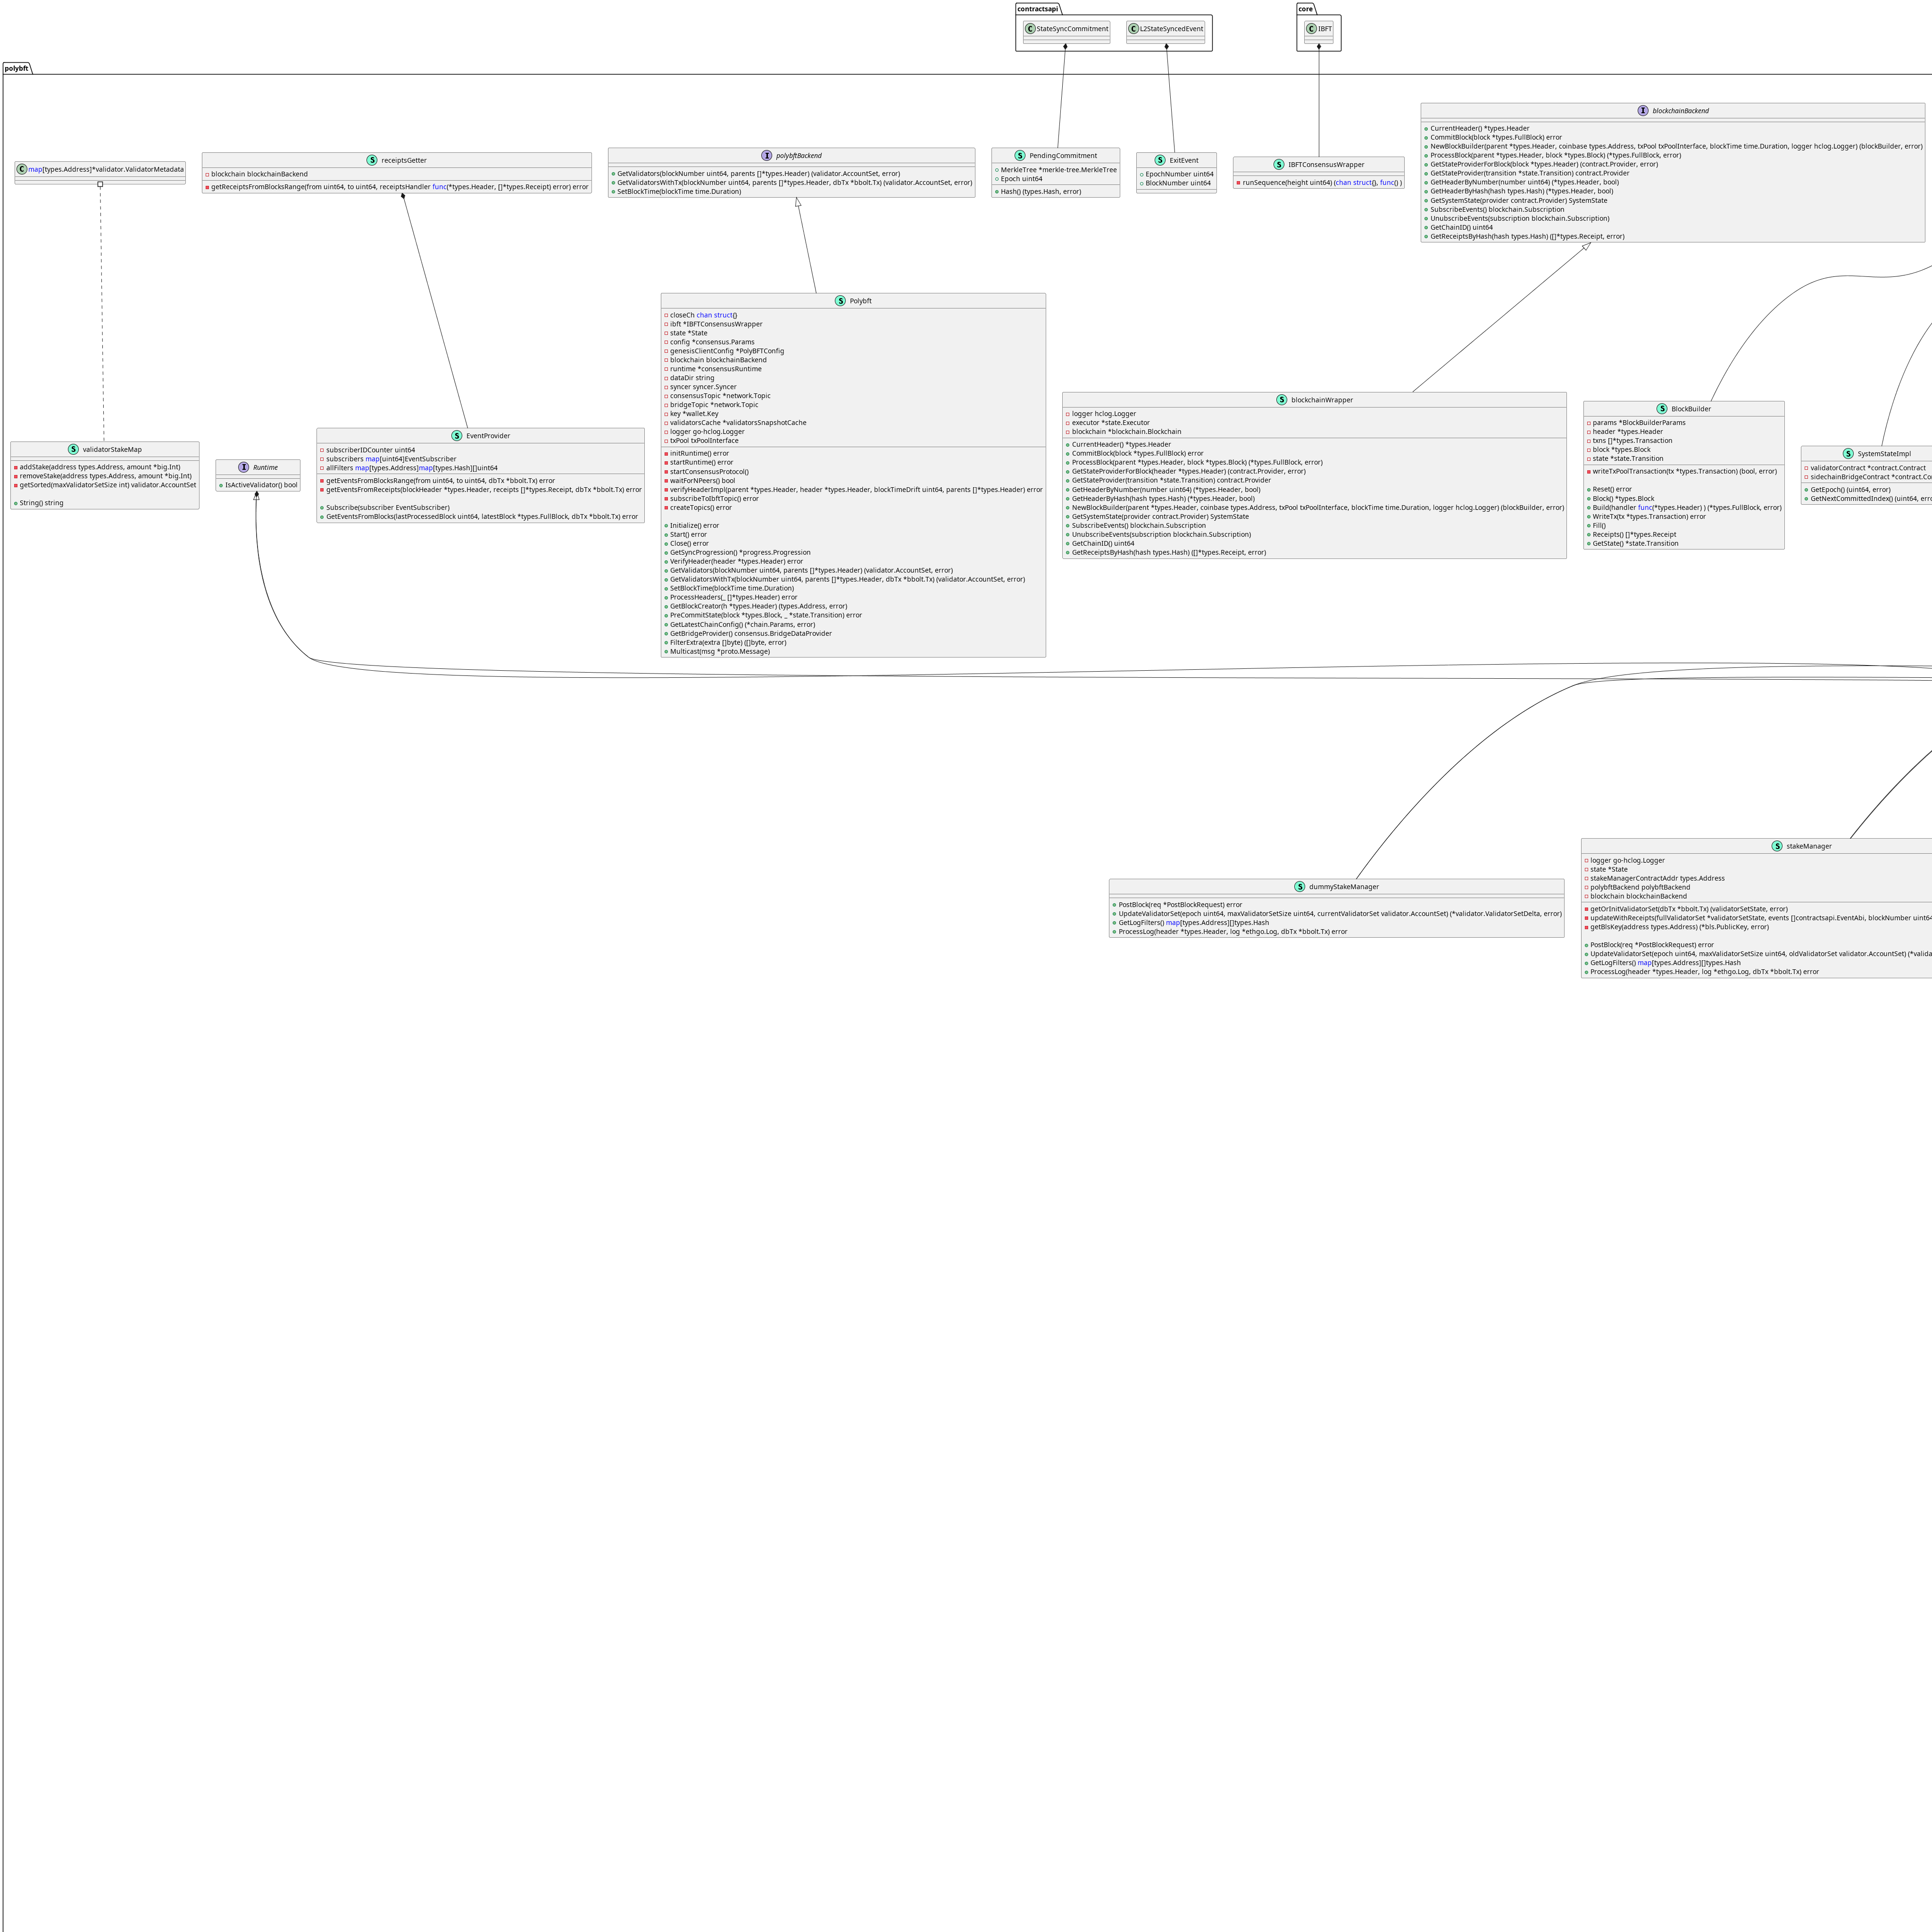 contractsapi
StateSyncCommitment
L2StateSyncedEvent
core
IBFT
polybft
map[types.Address]*validator.ValidatorMetadata
receiptsGetter
blockchain blockchainBackend
getReceiptsFromBlocksRange(from uint64, to uint64, receiptsHandler func(*types.Header, []*types.Receipt) error) error
polybftBackend
GetValidators(blockNumber uint64, parents []*types.Header) (validator.AccountSet, error)
GetValidatorsWithTx(blockNumber uint64, parents []*types.Header, dbTx *bbolt.Tx) (validator.AccountSet, error)
SetBlockTime(blockTime time.Duration)
PendingCommitment
MerkleTree *merkle-tree.MerkleTree
Epoch uint64
Hash() (types.Hash, error)
ExitEvent
EpochNumber uint64
BlockNumber uint64
IBFTConsensusWrapper
runSequence(height uint64) (chan struct{}, func() )
blockchainBackend
CurrentHeader() *types.Header
CommitBlock(block *types.FullBlock) error
NewBlockBuilder(parent *types.Header, coinbase types.Address, txPool txPoolInterface, blockTime time.Duration, logger hclog.Logger) (blockBuilder, error)
ProcessBlock(parent *types.Header, block *types.Block) (*types.FullBlock, error)
GetStateProviderForBlock(block *types.Header) (contract.Provider, error)
GetStateProvider(transition *state.Transition) contract.Provider
GetHeaderByNumber(number uint64) (*types.Header, bool)
GetHeaderByHash(hash types.Hash) (*types.Header, bool)
GetSystemState(provider contract.Provider) SystemState
SubscribeEvents() blockchain.Subscription
UnubscribeEvents(subscription blockchain.Subscription)
GetChainID() uint64
GetReceiptsByHash(hash types.Hash) ([]*types.Receipt, error)
validatorStakeMap
addStake(address types.Address, amount *big.Int)
removeStake(address types.Address, amount *big.Int)
getSorted(maxValidatorSetSize int) validator.AccountSet
String() string
Runtime
IsActiveValidator() bool
EventProvider
subscriberIDCounter uint64
subscribers map[uint64]EventSubscriber
allFilters map[types.Address]map[types.Hash][]uint64
getEventsFromBlocksRange(from uint64, to uint64, dbTx *bbolt.Tx) error
getEventsFromReceipts(blockHeader *types.Header, receipts []*types.Receipt, dbTx *bbolt.Tx) error
Subscribe(subscriber EventSubscriber)
GetEventsFromBlocks(lastProcessedBlock uint64, latestBlock *types.FullBlock, dbTx *bbolt.Tx) error
Polybft
closeCh chan struct{}
ibft *IBFTConsensusWrapper
state *State
config *consensus.Params
genesisClientConfig *PolyBFTConfig
blockchain blockchainBackend
runtime *consensusRuntime
dataDir string
syncer syncer.Syncer
consensusTopic *network.Topic
bridgeTopic *network.Topic
key *wallet.Key
validatorsCache *validatorsSnapshotCache
logger go-hclog.Logger
txPool txPoolInterface
initRuntime() error
startRuntime() error
startConsensusProtocol()
waitForNPeers() bool
verifyHeaderImpl(parent *types.Header, header *types.Header, blockTimeDrift uint64, parents []*types.Header) error
subscribeToIbftTopic() error
createTopics() error
Initialize() error
Start() error
Close() error
GetSyncProgression() *progress.Progression
VerifyHeader(header *types.Header) error
GetValidators(blockNumber uint64, parents []*types.Header) (validator.AccountSet, error)
GetValidatorsWithTx(blockNumber uint64, parents []*types.Header, dbTx *bbolt.Tx) (validator.AccountSet, error)
SetBlockTime(blockTime time.Duration)
ProcessHeaders(_ []*types.Header) error
GetBlockCreator(h *types.Header) (types.Address, error)
PreCommitState(block *types.Block, _ *state.Transition) error
GetLatestChainConfig() (*chain.Params, error)
GetBridgeProvider() consensus.BridgeDataProvider
FilterExtra(extra []byte) ([]byte, error)
Multicast(msg *proto.Message)
blockchainWrapper
logger hclog.Logger
executor *state.Executor
blockchain *blockchain.Blockchain
CurrentHeader() *types.Header
CommitBlock(block *types.FullBlock) error
ProcessBlock(parent *types.Header, block *types.Block) (*types.FullBlock, error)
GetStateProviderForBlock(header *types.Header) (contract.Provider, error)
GetStateProvider(transition *state.Transition) contract.Provider
GetHeaderByNumber(number uint64) (*types.Header, bool)
GetHeaderByHash(hash types.Hash) (*types.Header, bool)
NewBlockBuilder(parent *types.Header, coinbase types.Address, txPool txPoolInterface, blockTime time.Duration, logger hclog.Logger) (blockBuilder, error)
GetSystemState(provider contract.Provider) SystemState
SubscribeEvents() blockchain.Subscription
UnubscribeEvents(subscription blockchain.Subscription)
GetChainID() uint64
GetReceiptsByHash(hash types.Hash) ([]*types.Receipt, error)
BlockBuilder
params *BlockBuilderParams
header *types.Header
txns []*types.Transaction
block *types.Block
state *state.Transition
writeTxPoolTransaction(tx *types.Transaction) (bool, error)
Reset() error
Block() *types.Block
Build(handler func(*types.Header) ) (*types.FullBlock, error)
WriteTx(tx *types.Transaction) error
Fill()
Receipts() []*types.Receipt
GetState() *state.Transition
SystemStateImpl
validatorContract *contract.Contract
sidechainBridgeContract *contract.Co
GetEpoch() (uint64, error)
GetNextCommittedIndex() (uint64, erro
dummyStakeManager
PostBlock(req *PostBlockRequest) error
UpdateValidatorSet(epoch uint64, maxValidatorSetSize uint64, currentValidatorSet validator.AccountSet) (*validator.ValidatorSetDelta, error)
GetLogFilters() map[types.Address][]types.Hash
ProcessLog(header *types.Header, log *ethgo.Log, dbTx *bbolt.Tx) error
stakeManager
logger go-hclog.Logger
state *State
stakeManagerContractAddr types.Address
polybftBackend polybftBackend
blockchain blockchainBackend
getOrInitValidatorSet(dbTx *bbolt.Tx) (validatorSetState, error)
updateWithReceipts(fullValidatorSet *validatorSetState, events []contractsapi.EventAbi, blockNumber uint64
getBlsKey(address types.Address) (*bls.PublicKey, error)
PostBlock(req *PostBlockRequest) error
UpdateValidatorSet(epoch uint64, maxValidatorSetSize uint64, oldValidatorSet validator.AccountSet) (*valida
GetLogFilters() map[types.Address][]types.Hash
ProcessLog(header *types.Header, log *ethgo.Log, dbTx *bbolt.Tx) error